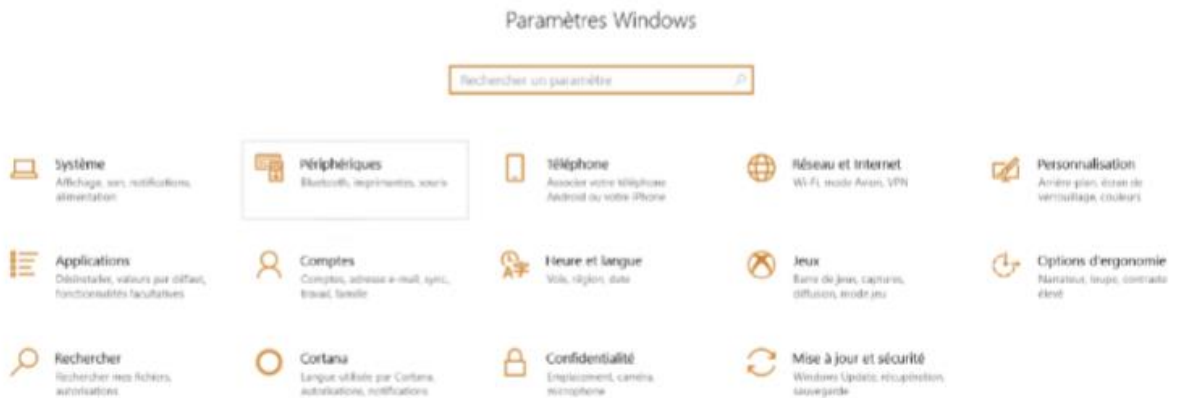 Paramètres Windows
Rechercher un paramètre
Système
Affichage, son, notifications,
alimentation
Périphériques
Bluetooth, imprimantes, souris
Téléphone
Associer votre téléphone
Android ou votre iPhone
Réseau et Internet
Wi-Fi, mode Avion, VPN
Personnalisation
Arrière-plan, écran de
verrouillage, couleurs
Applications
Désinstaller, valeurs par défaut,
fonctionnalités facultatives
Comptes
Comptes, adresse e-mail, sync.,
travail, famille
Heure et langue
Voix, région, date
Jeux
Barre de jeux, captures,
diffusion, mode jeu
Options d'ergonomie
Narrateur, loupe, contraste
élevé
Rechercher
Rechercher mes fichiers,
autorisations
Cortana
Langue utilisée par Cortana,
autorisations, notifications
Confidentialité
Emplacement, caméra,
microphone
Mise à jour et sécurité
Windows Update, récupération,
sauvegarde